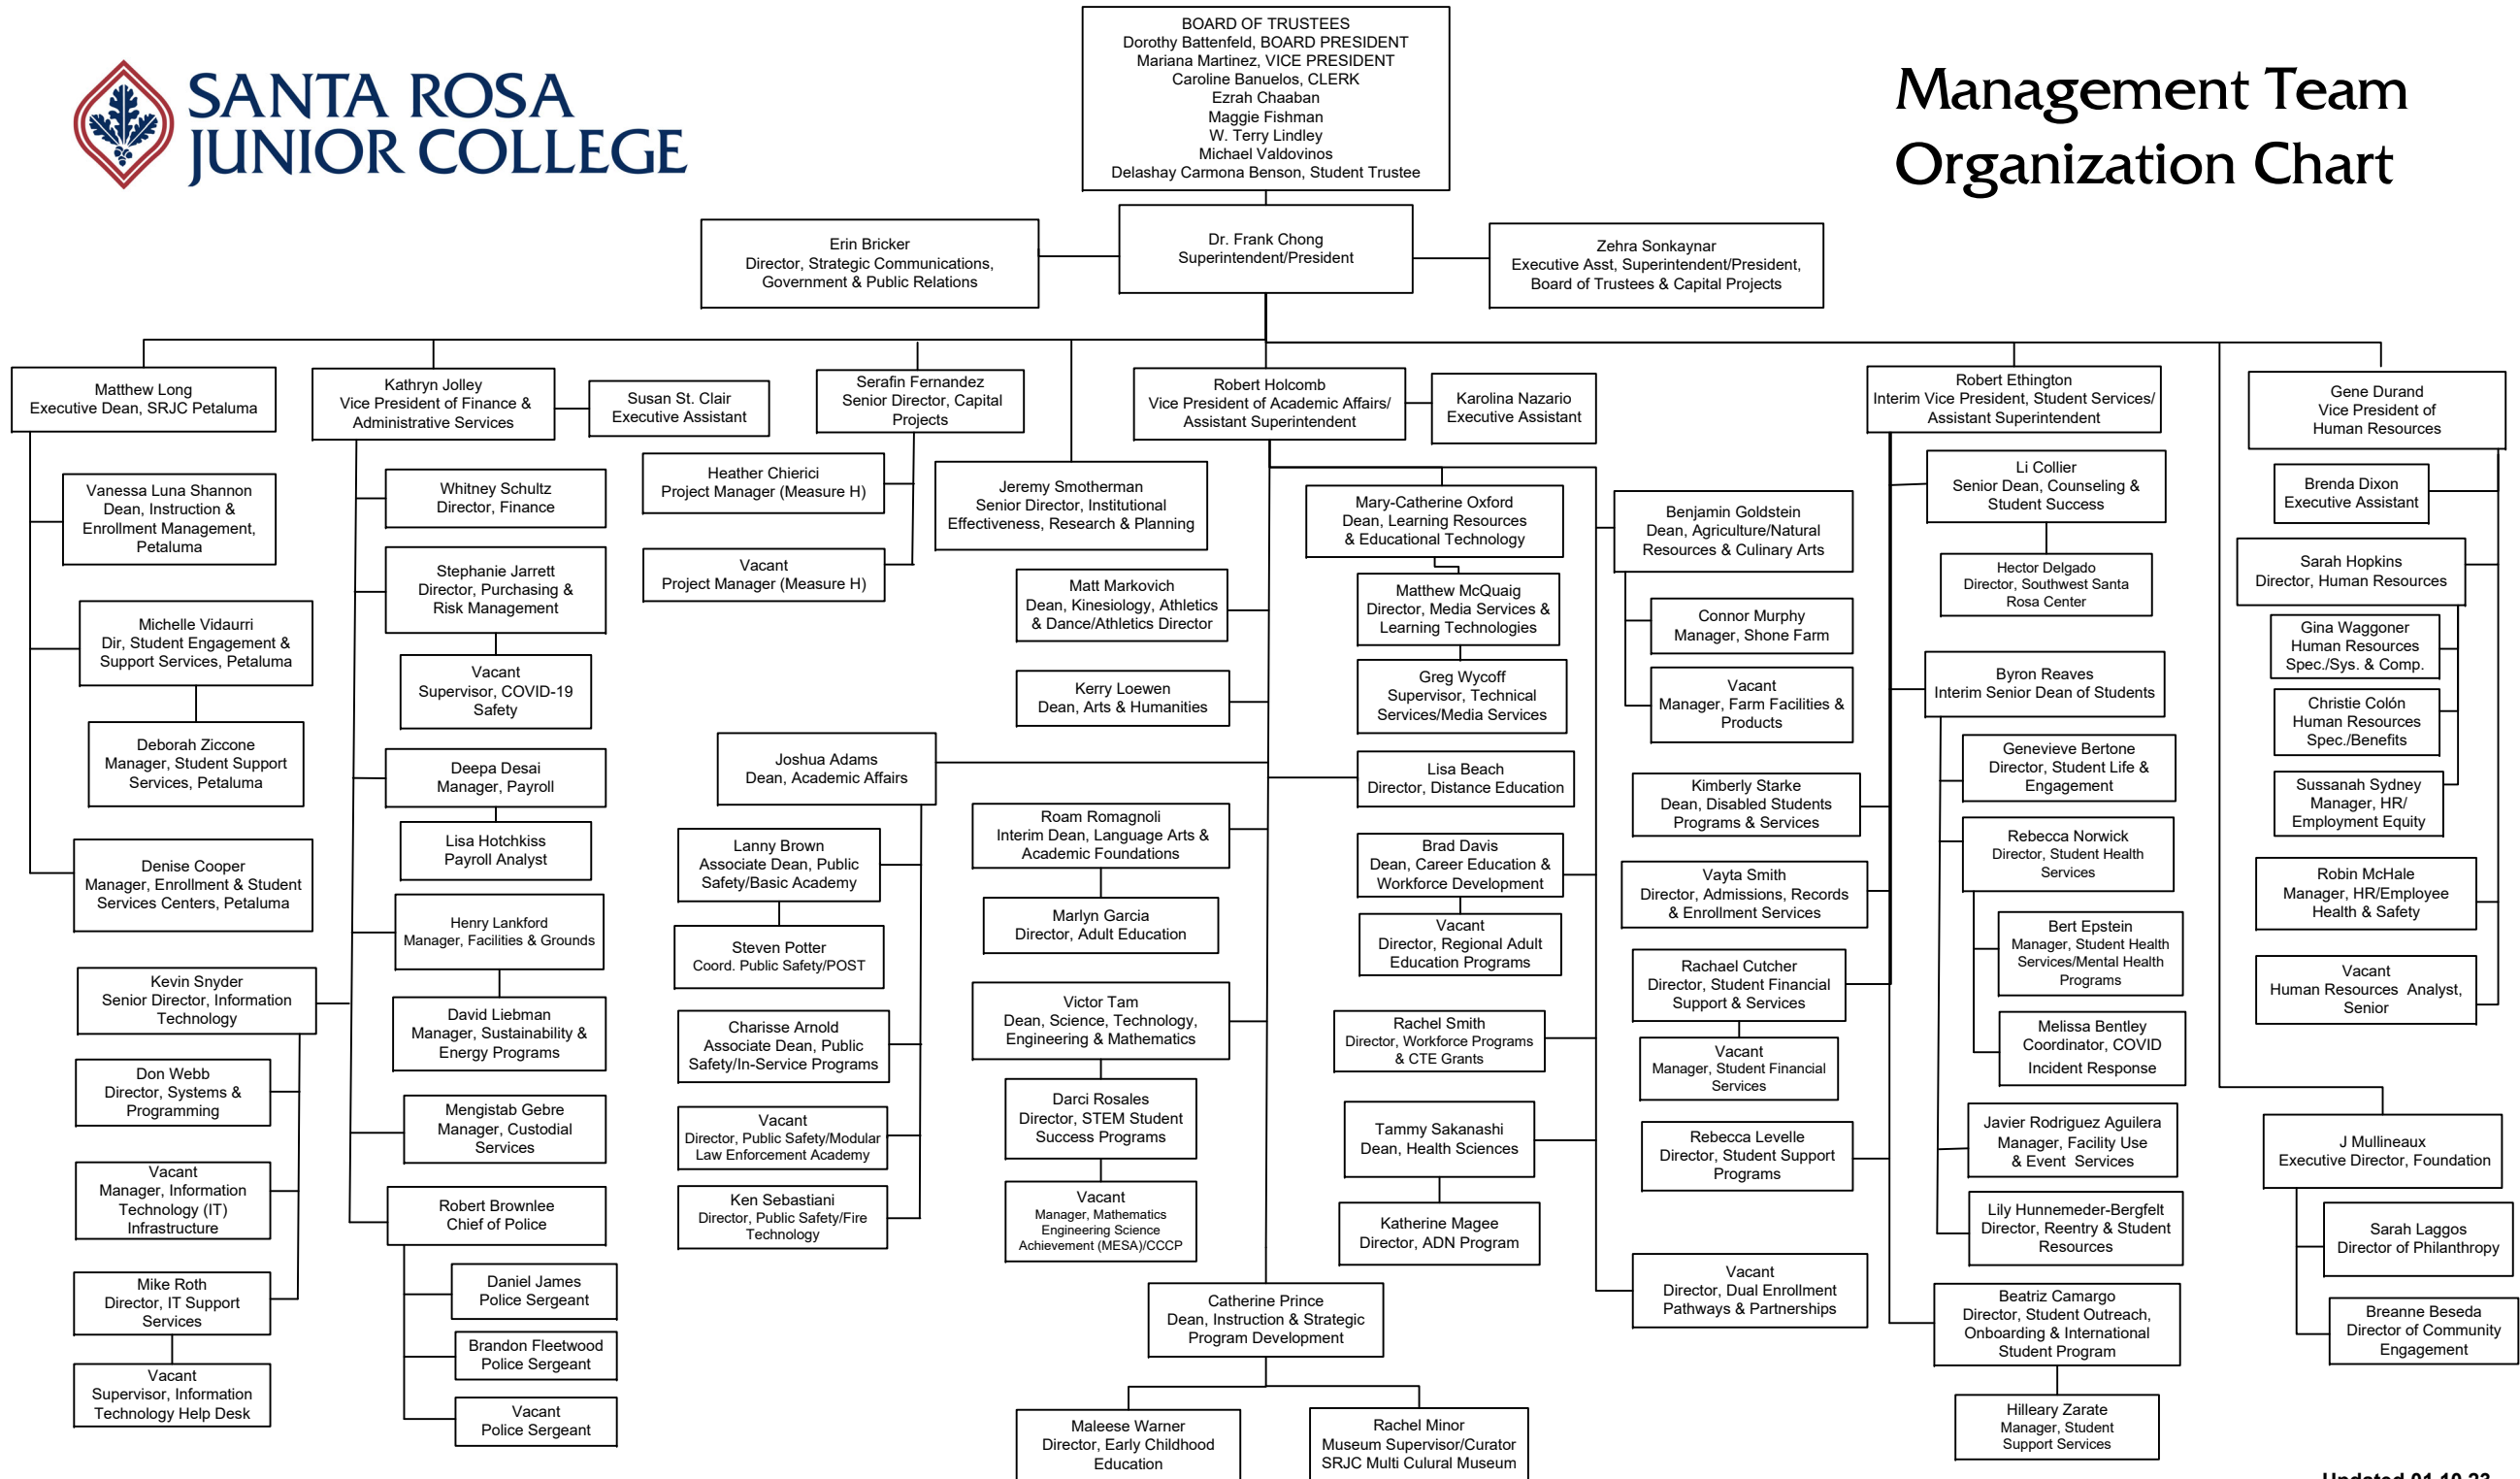 SANTA ROSA
JUNIOR COLLEGE
Management Team
Organization Chart
BOARD OF TRUSTEES
Dorothy Battenfeld, BOARD PRESIDENT
Mariana Martinez, VICE PRESIDENT
Caroline Banuelos, CLERK
Ezrah Chaaban
Maggie Fishman
W. Terry Lindley
Michael Valdovinos
Delashay Carmona Benson, Student Trustee
Erin Bricker
Director, Strategic Communications,
Government & Public Relations
Dr. Frank Chong
Superintendent/President
Zehra Sonkaynar
Executive Asst, Superintendent/President,
Board of Trustees & Capital Projects
Matthew Long
Executive Dean, SRJC Petaluma
Vanessa Luna Shannon
Dean, Instruction &
Enrollment Management,
Petaluma
Michelle Vidaurri
Dir, Student Engagement &
Support Services, Petaluma
Deborah Ziccone
Manager, Student Support
Services, Petaluma
Denise Cooper
Manager, Enrollment & Student
Services Centers, Petaluma
Kathryn Jolley
Vice President of Finance &
Administrative Services
Susan St. Clair
Executive Assistant
Whitney Schultz
Director, Finance
Stephanie Jarrett
Director, Purchasing &
Risk Management
Vacant
Supervisor, COVID-19
Safety
Deepa Desai
Manager, Payroll
Lisa Hotchkiss
Payroll Analyst
Henry Lankford
Manager, Facilities & Grounds
David Liebman
Manager, Sustainability &
Energy Programs
Kevin Snyder
Senior Director, Information
Technology
Don Webb
Director, Systems &
Programming
Vacant
Manager, Information
Technology (IT)
Infrastructure
Mike Roth
Director, IT Support
Services
Vacant
Supervisor, Information
Technology Help Desk
Mengistab Gebre
Manager, Custodial
Services
Robert Brownlee
Chief of Police
Daniel James
Police Sergeant
Brandon Fleetwood
Police Sergeant
Vacant
Police Sergeant
Serafin Fernandez
Senior Director, Capital
Projects
Heather Chierici
Project Manager (Measure H)
Vacant
Project Manager (Measure H)
Jeremy Smotherman
Senior Director, Institutional
Effectiveness, Research & Planning
Robert Holcomb
Vice President of Academic Affairs/
Assistant Superintendent
Karolina Nazario
Executive Assistant
Matt Markovich
Dean, Kinesiology, Athletics
& Dance/Athletics Director
Kerry Loewen
Dean, Arts & Humanities
Joshua Adams
Dean, Academic Affairs
Lanny Brown
Associate Dean, Public
Safety/Basic Academy
Steven Potter
Coord. Public Safety/POST
Charisse Arnold
Associate Dean, Public
Safety/In-Service Programs
Vacant
Director, Public Safety/Modular
Law Enforcement Academy
Ken Sebastiani
Director, Public Safety/Fire
Technology
Roam Romagnoli
Interim Dean, Language Arts &
Academic Foundations
Marlyn Garcia
Director, Adult Education
Victor Tam
Dean, Science, Technology,
Engineering & Mathematics
Darci Rosales
Director, STEM Student
Success Programs
Vacant
Manager, Mathematics
Engineering Science
Achievement (MESA)/CCCP
Mary-Catherine Oxford
Dean, Learning Resources
& Educational Technology
Matthew McQuaig
Director, Media Services &
Learning Technologies
Greg Wycoff
Supervisor, Technical
Services/Media Services
Lisa Beach
Director, Distance Education
Brad Davis
Dean, Career Education &
Workforce Development
Vacant
Director, Regional Adult
Education Programs
Rachel Smith
Director, Workforce Programs
& CTE Grants
Tammy Sakanashi
Dean, Health Sciences
Katherine Magee
Director, ADN Program
Catherine Prince
Dean, Instruction & Strategic
Program Development
Maleese Warner
Director, Early Childhood
Education
Rachel Minor
Museum Supervisor/Curator
SRJC Multi Culural Museum
Benjamin Goldstein
Dean, Agriculture/Natural
Resources & Culinary Arts
Connor Murphy
Manager, Shone Farm
Vacant
Manager, Farm Facilities &
Products
Vacant
Director, Dual Enrollment
Pathways & Partnerships
Robert Ethington
Interim Vice President, Student Services/
Assistant Superintendent
Li Collier
Senior Dean, Counseling &
Student Success
Hector Delgado
Director, Southwest Santa
Rosa Center
Byron Reaves
Interim Senior Dean of Students
Genevieve Bertone
Director, Student Life &
Engagement
Rebecca Norwick
Director, Student Health
Services
Bert Epstein
Manager, Student Health
Services/Mental Health
Programs
Melissa Bentley
Coordinator, COVID
Incident Response
Javier Rodriguez Aguilera
Manager, Facility Use
& Event Services
Lily Hunnemeder-Bergfelt
Director, Reentry & Student
Resources
Kimberly Starke
Dean, Disabled Students
Programs & Services
Vayta Smith
Director, Admissions, Records
& Enrollment Services
Rachael Cutcher
Director, Student Financial
Support & Services
Vacant
Manager, Student Financial
Services
Rebecca Levelle
Director, Student Support
Programs
Beatriz Camargo
Director, Student Outreach,
Onboarding & International
Student Program
Hilleary Zarate
Manager, Student
Support Services
Gene Durand
Vice President of
Human Resources
Brenda Dixon
Executive Assistant
Sarah Hopkins
Director, Human Resources
Gina Waggoner
Human Resources
Spec./Sys. & Comp.
Christie Colón
Human Resources
Spec./Benefits
Sussanah Sydney
Manager, HR/
Employment Equity
Robin McHale
Manager, HR/Employee
Health & Safety
Vacant
Human Resources Analyst,
Senior
J Mullineaux
Executive Director, Foundation
Sarah Laggos
Director of Philanthropy
Breanne Beseda
Director of Community
Engagement
Updated 01.10.23